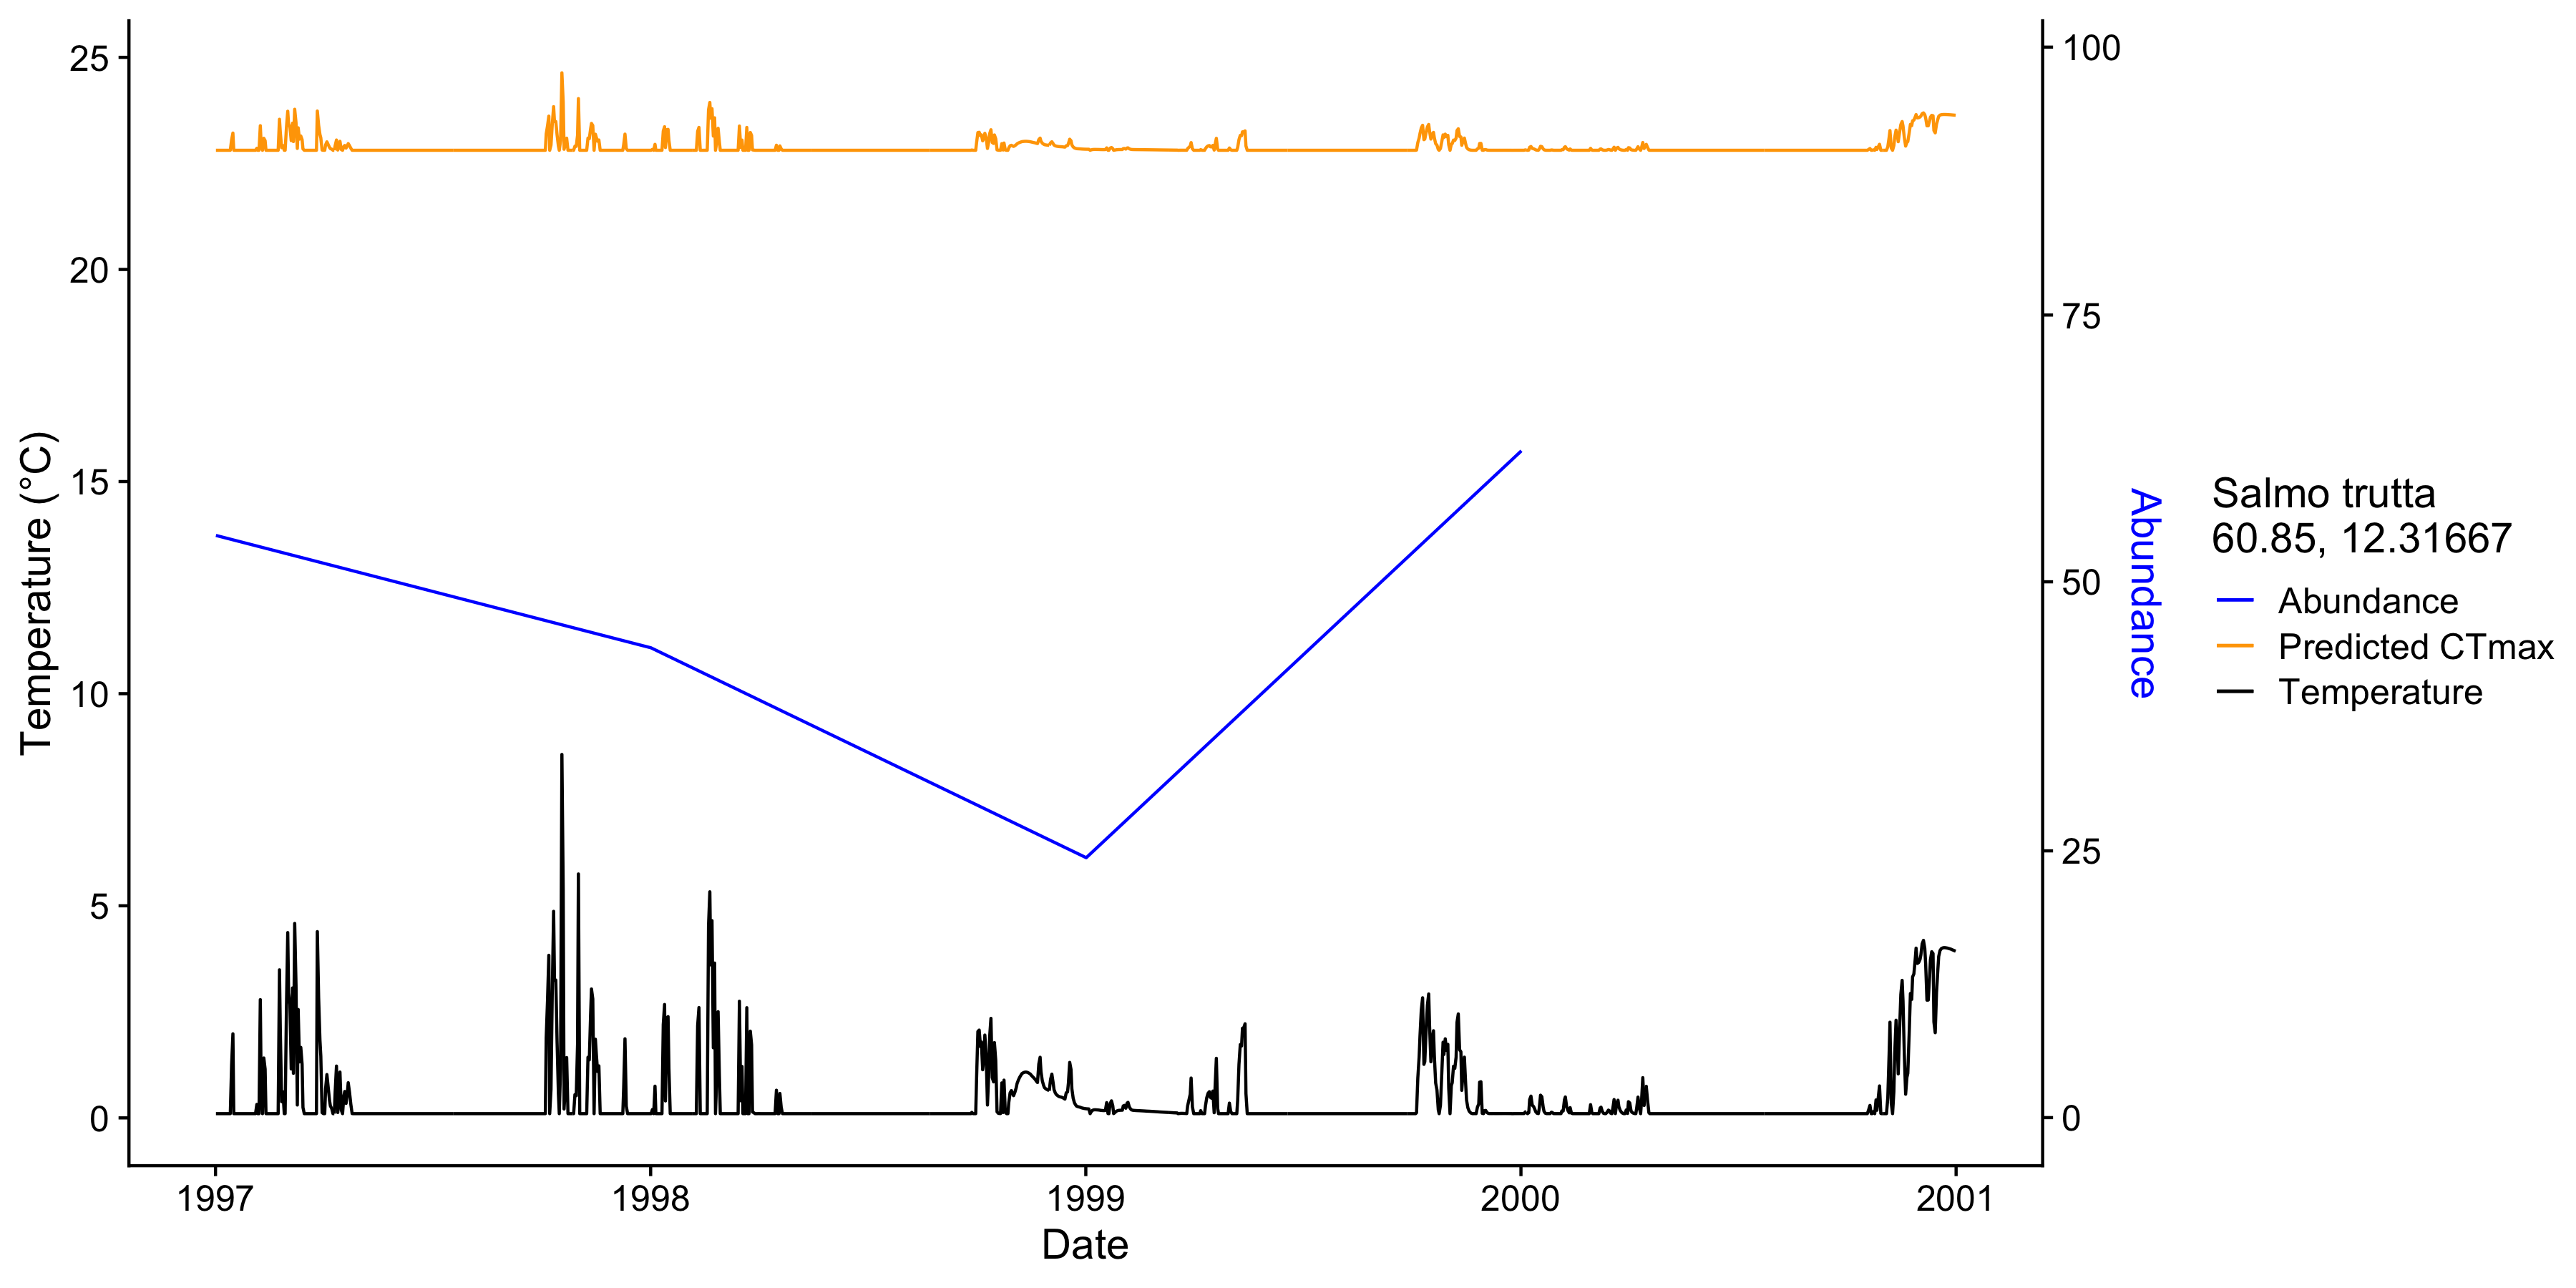 25
20
15
10
5
0
Temperature (°C)
1997
1998
1999
2000
2001
Date
100
75
50
25
0
Abundance
Salmo trutta
60.85, 12.31667
Abundance
Predicted CTmax
Temperature